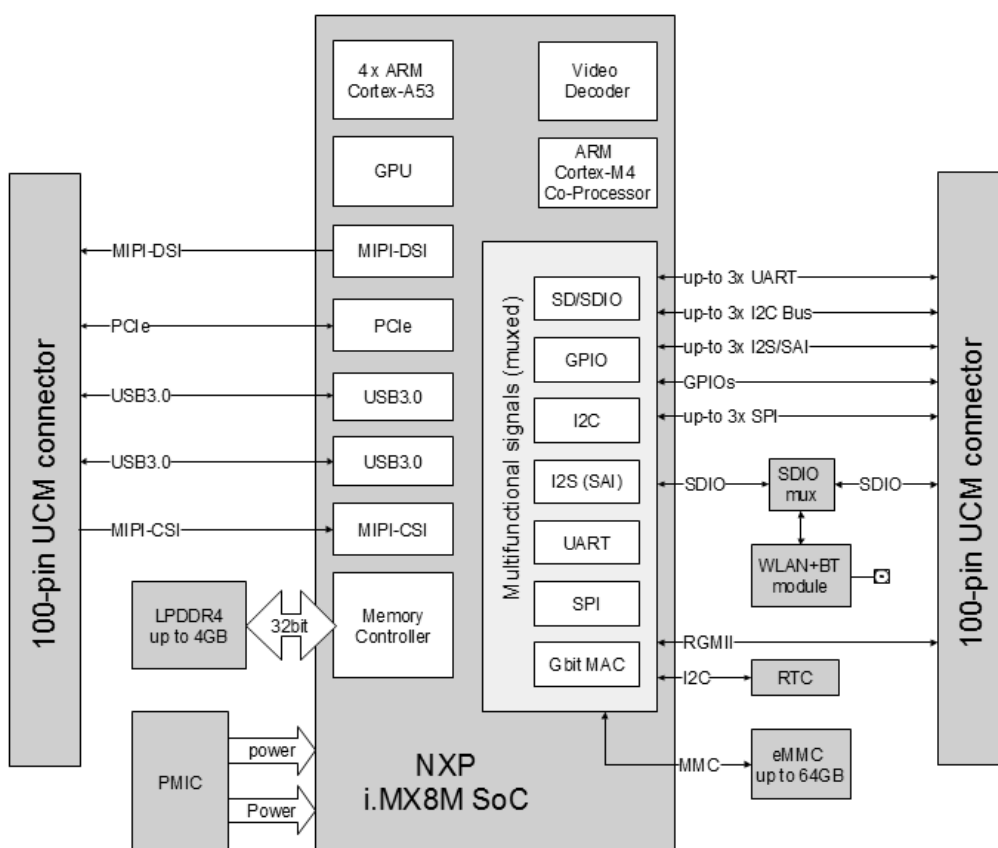 4 x ARM
Cortex-A53
Video
Decoder
GPU
ARM
Cortex-M4
Co-Processor
100-pin UCM connector
MIPI-DSI
MIPI-DSI
PCIe
PCIe
USB3.0
USB3.0
USB3.0
USB3.0
MIPI-CSI
MIPI-CSI
LPDDR4
up to 4GB
32bit
Memory
Controller
PMIC
power
Power
NXP
i.MX8M SoC
Multifunctional signals (muxed)
SD/SDIO
GPIO
I2C
I2S (SAI)
UART
SPI
Gbit MAC
up-to 3x UART
up-to 3x I2C Bus
up-to 3x I2S/SAI
GPIOs
up-to 3x SPI
SDIO
SDIO
mux
SDIO
WLAN+BT
module
RGMII
I2C
RTC
MMC
eMMC
up to 64GB
100-pin UCM connector